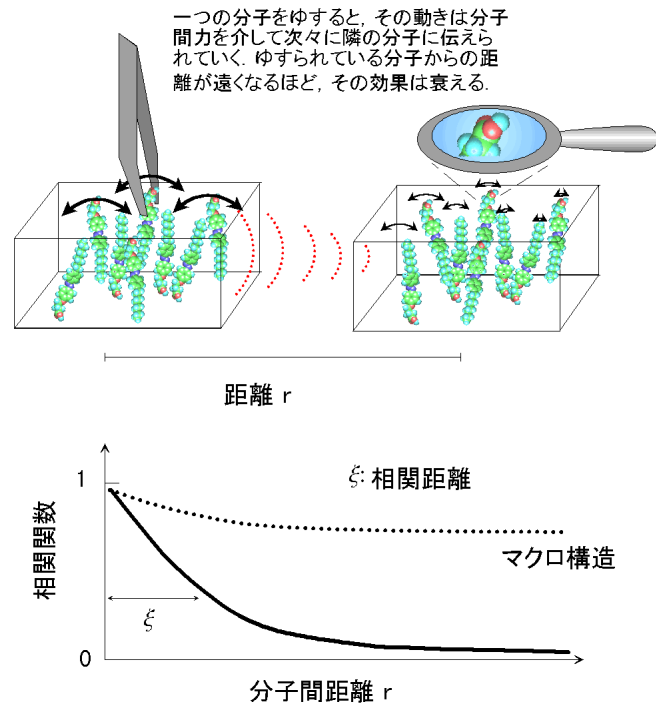 一つの分子をゆすると, その動きは分子
間力を介して次々に隣の分子に伝えら
れていく. ゆすられている分子からの距
離が遠くなるほど, その効果は衰える.
距離 r
1
ξ: 相関距離
相関関数
マクロ構造
ξ
0
分子間距離 r